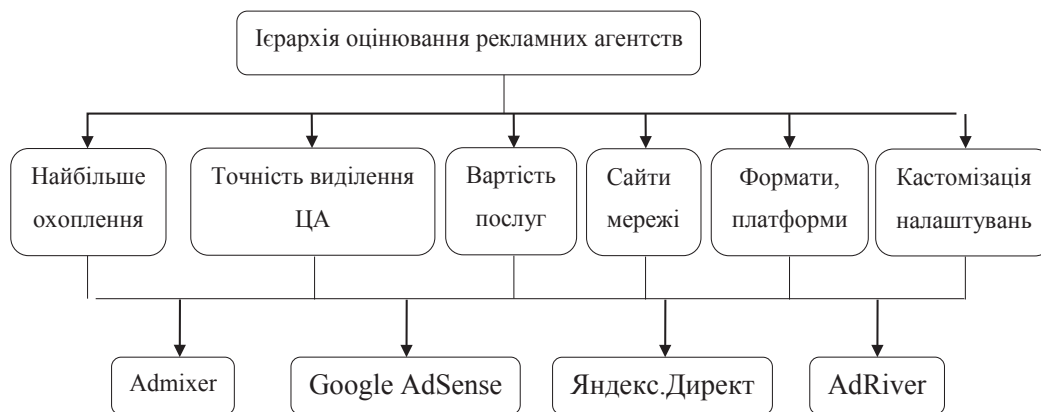 Ієрархія оцінювання рекламних агентств
Найбільше
охоплення
Точність виділення
ЦА
Вартість
послуг
Сайти
мережі
Формати,
платформи
Кастомізація
налаштувань
Admixer
Google AdSense
Яндекс.Директ
AdRiver